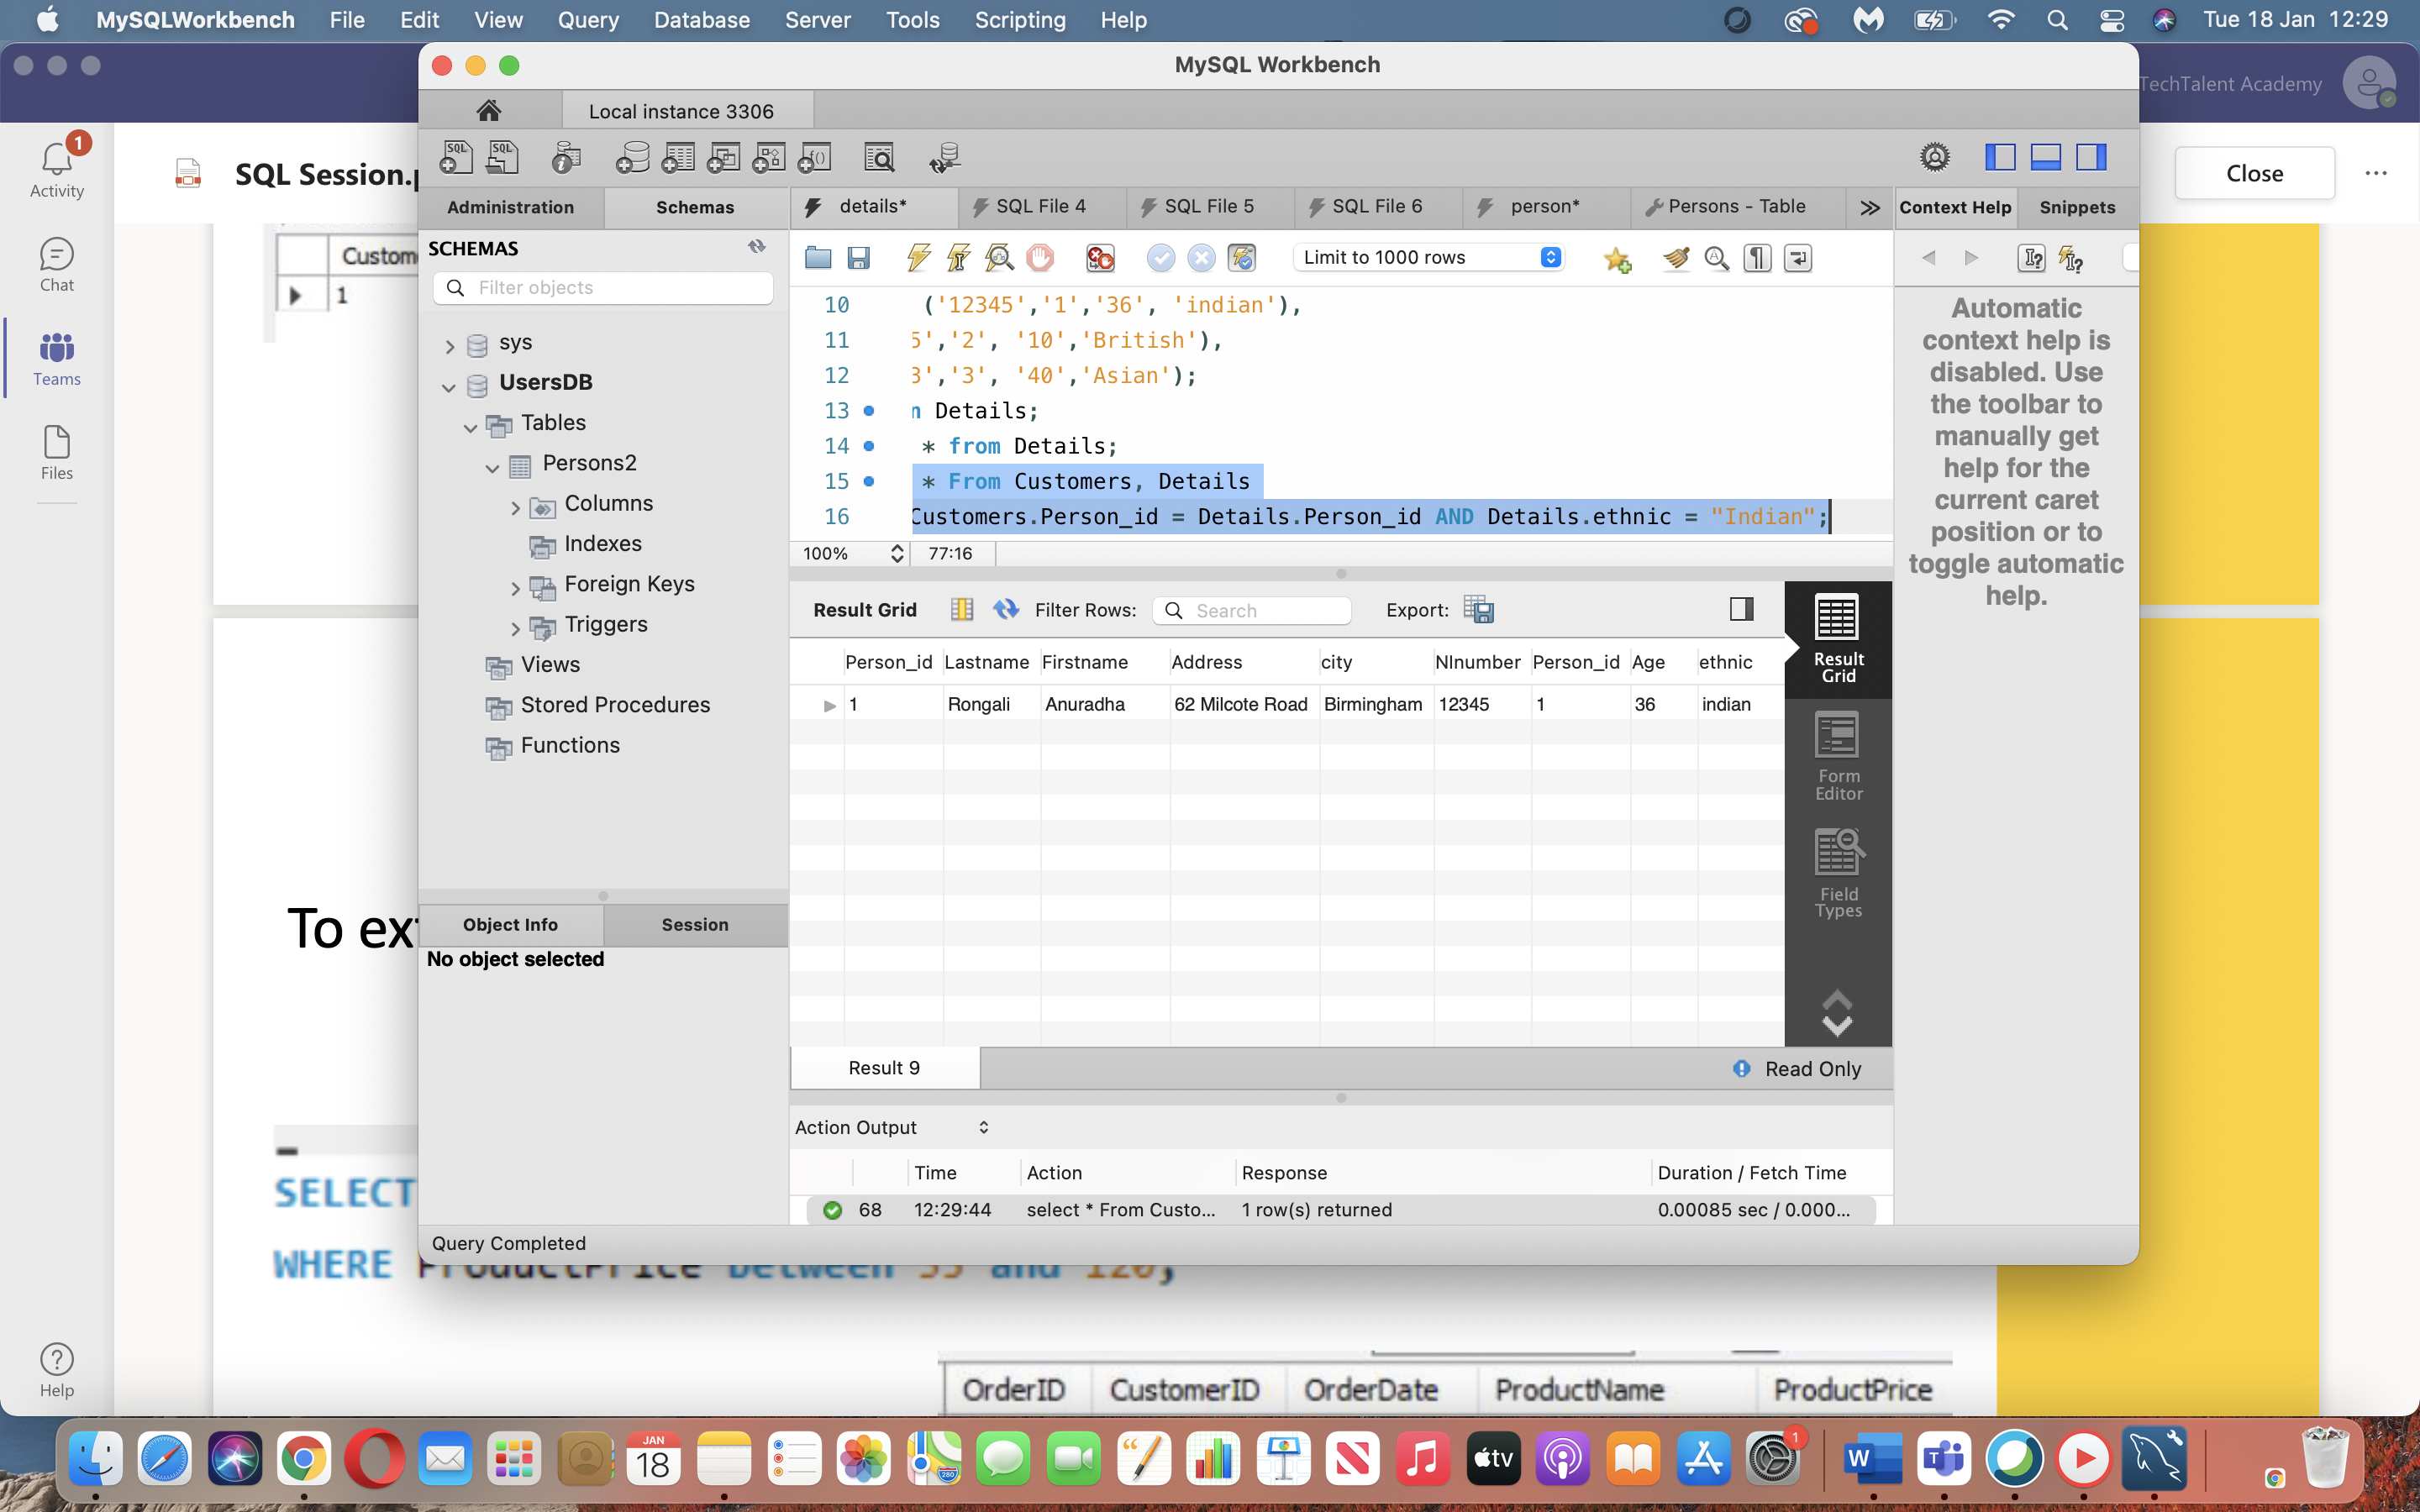 MySQLWorkbench File Edit View Query Database Server Tools Scripting Help Tue 18 Jan 12:29
MySQL Workbench
TechTalent Academy
Local instance 3306
1
Activity
Chat
Teams
Files
Help
SQL Session.p
Close
Custom
1
To ex
SELECT
WHERE ProductPrice between 55 and 120;
OrderID CustomerID OrderDate ProductName ProductPrice
Administration Schemas
details* SQL File 4 SQL File 5 SQL File 6 person* Persons - Table
Context Help Snippets
SCHEMAS
Filter objects
sys
UsersDB
Tables
Persons2
Columns
Indexes
Foreign Keys
Triggers
Views
Stored Procedures
Functions
Object Info Session
No object selected
Limit to 1000 rows
10 ('12345','1','36', 'indian'),
11 5','2', '10','British'),
12 3','3', '40','Asian');
13 n Details;
14 * from Details;
15 * From Customers, Details
16 Customers.Person_id = Details.Person_id AND Details.ethnic = "Indian";
100% 77:16
Result Grid Filter Rows: Search Export:
Person_id Lastname Firstname Address city NInumber Person_id Age ethnic
1 Rongali Anuradha 62 Milcote Road Birmingham 12345 1 36 indian
Result
Grid
Form
Editor
Field
Types
Result 9 Read Only
Action Output
Time Action Response Duration / Fetch Time
68 12:29:44 select * From Custo... 1 row(s) returned 0.00085 sec / 0.000...
Query Completed
Automatic
context help is
disabled. Use
the toolbar to
manually get
help for the
current caret
position or to
toggle automatic
help.
JAN
18
280
tv
1
W
T